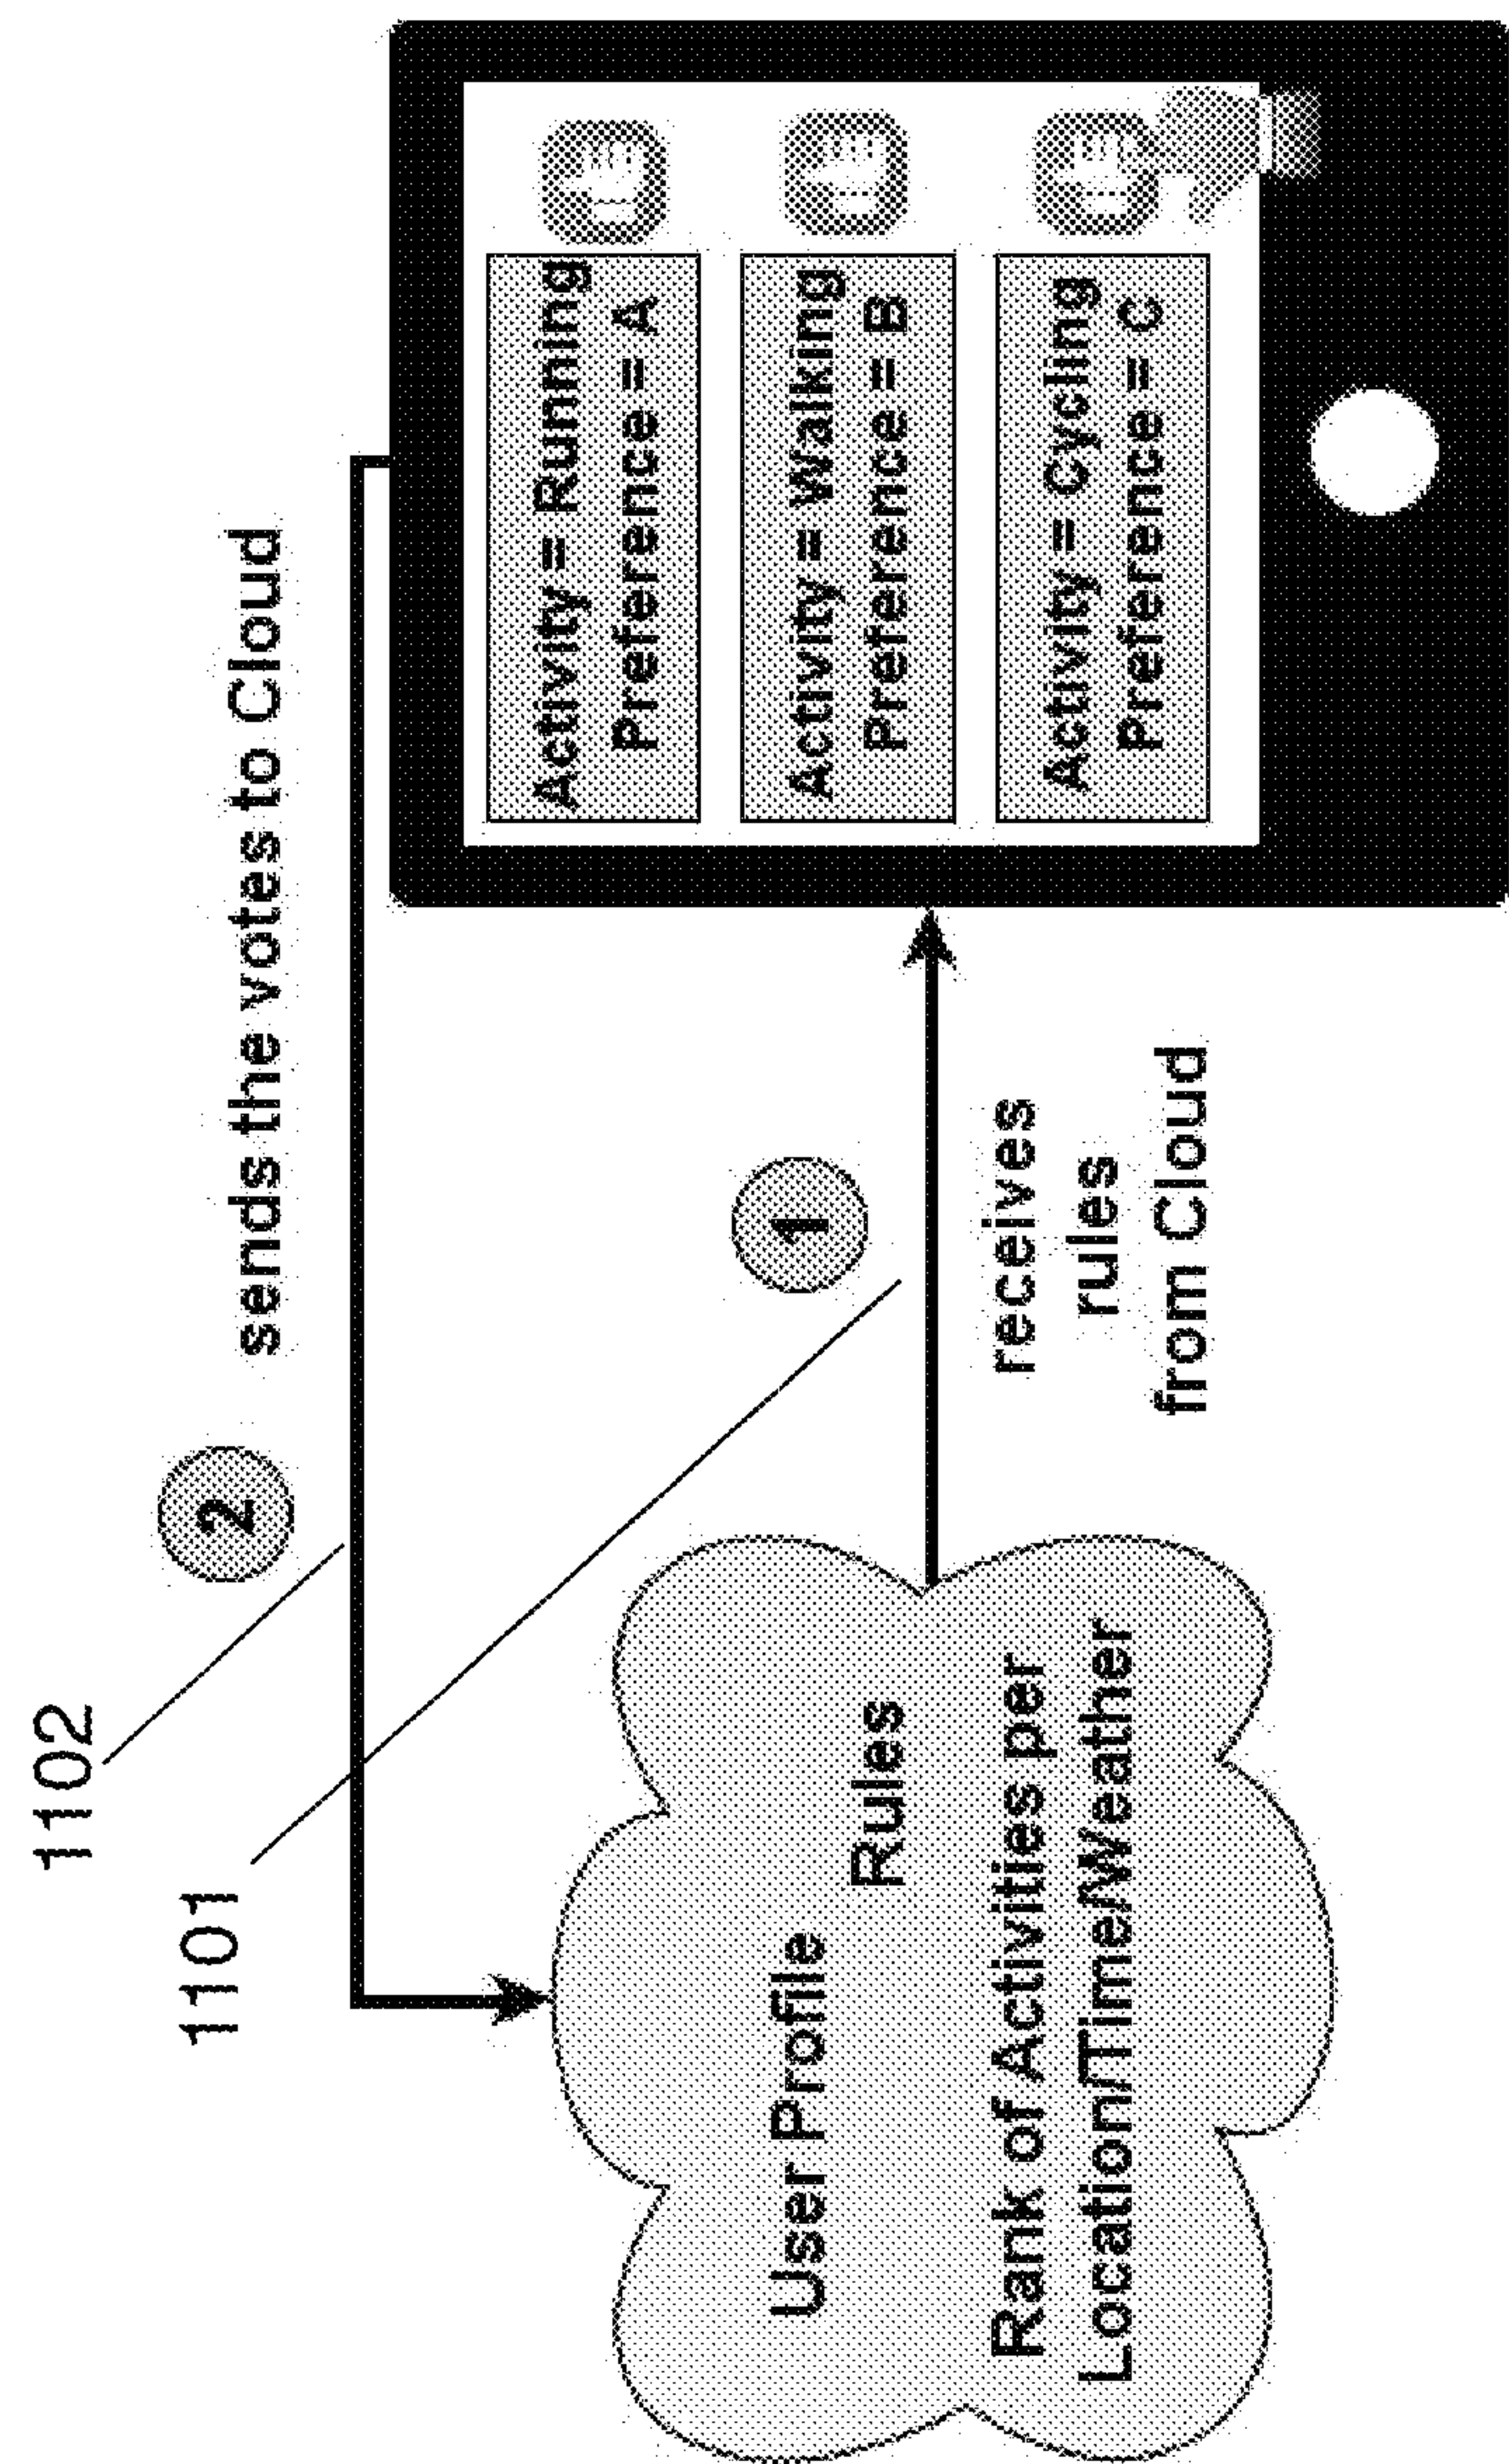 1102
1101
2
sends the votes to Cloud
1
receives
rules
from Cloud
User Profile
Rules
Rank of Activities per
Location/Time/Weather
Activity = Running
Preference = A
Activity = Walking
Preference = B
Activity = Cycling
Preference = C